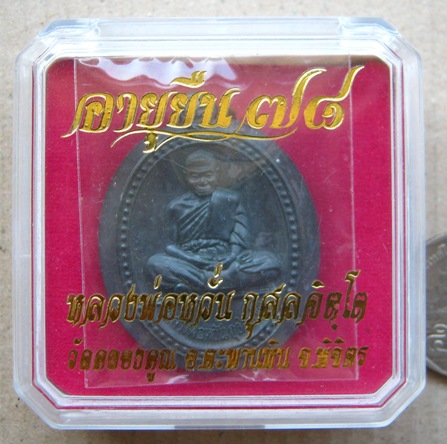 อายุยืน ๗๘
หลวงพ่อหวั่น กุสลจิตฺโต
วัดคลองคูณ อ.ตะพานหิน จ.พิจิตร